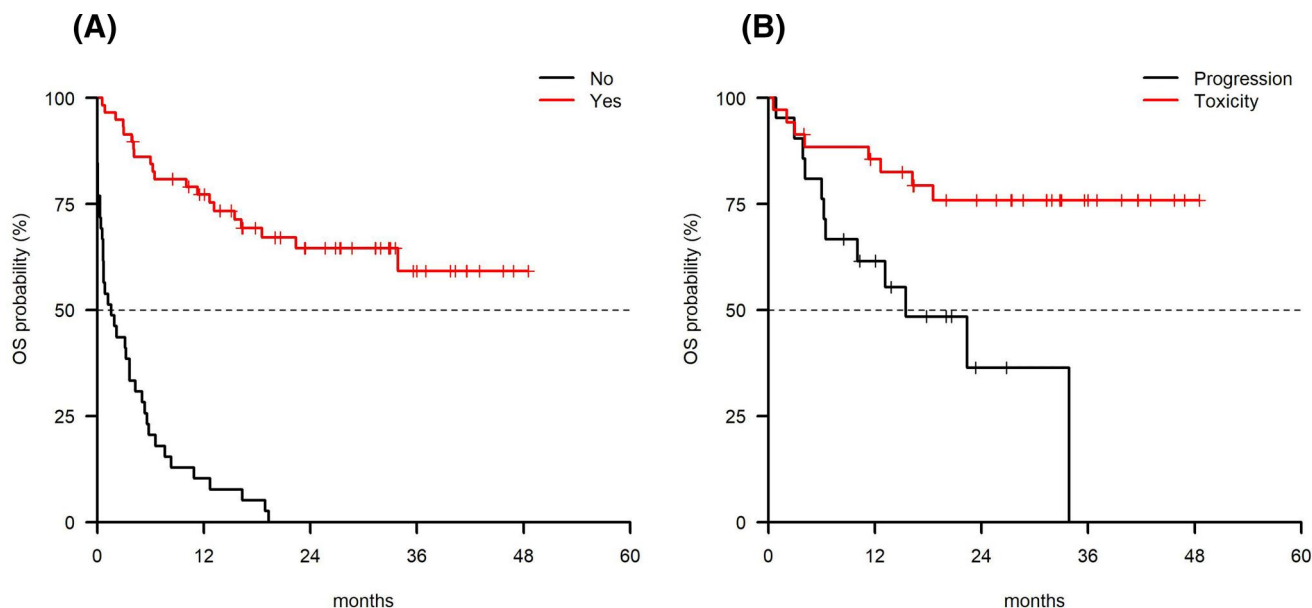 (A)
No
Yes
100
75
50
25
0
OS probability (%)
0 12 24 36 48 60
months
(B)
Progression
Toxicity
100
75
50
25
0
OS probability (%)
0 12 24 36 48 60
months